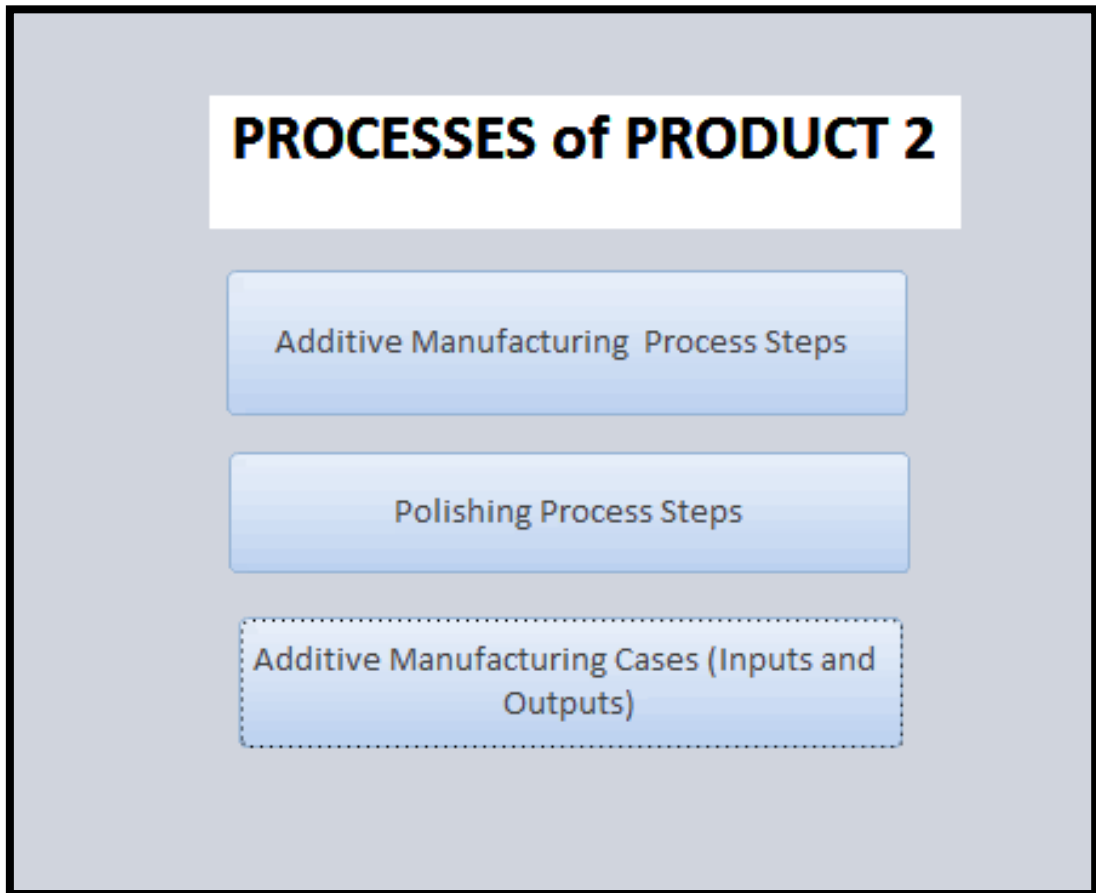 PROCESSES of PRODUCT 2
Additive Manufacturing  Process Steps
Polishing Process Steps
Additive Manufacturing Cases (Inputs and
Outputs)